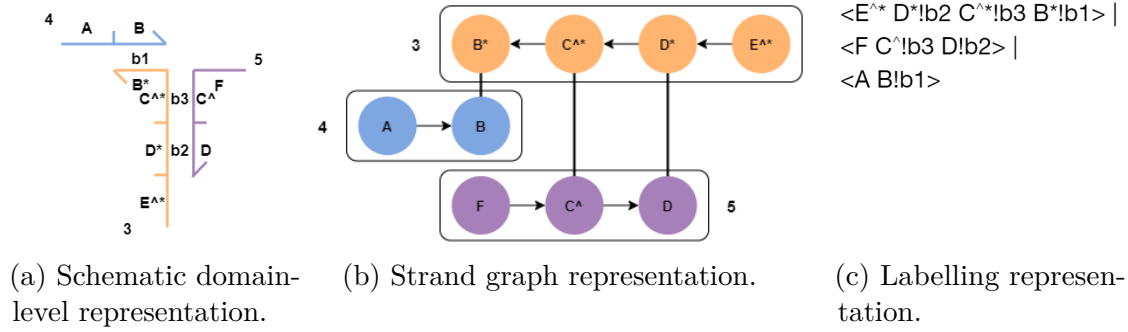 4
A B
b1
5
B*
F
C^* b3 C^
D* b2 D
E^*
3
3
B* C^* D* E^*
4
A B
F C^ D
5
<E^* D*!b2 C^*!b3 B*!b1> |
<F C^!b3 D!b2> |
<A B!b1>
(a) Schematic domain-
level representation.
(b) Strand graph representation.
(c) Labelling represen-
tation.